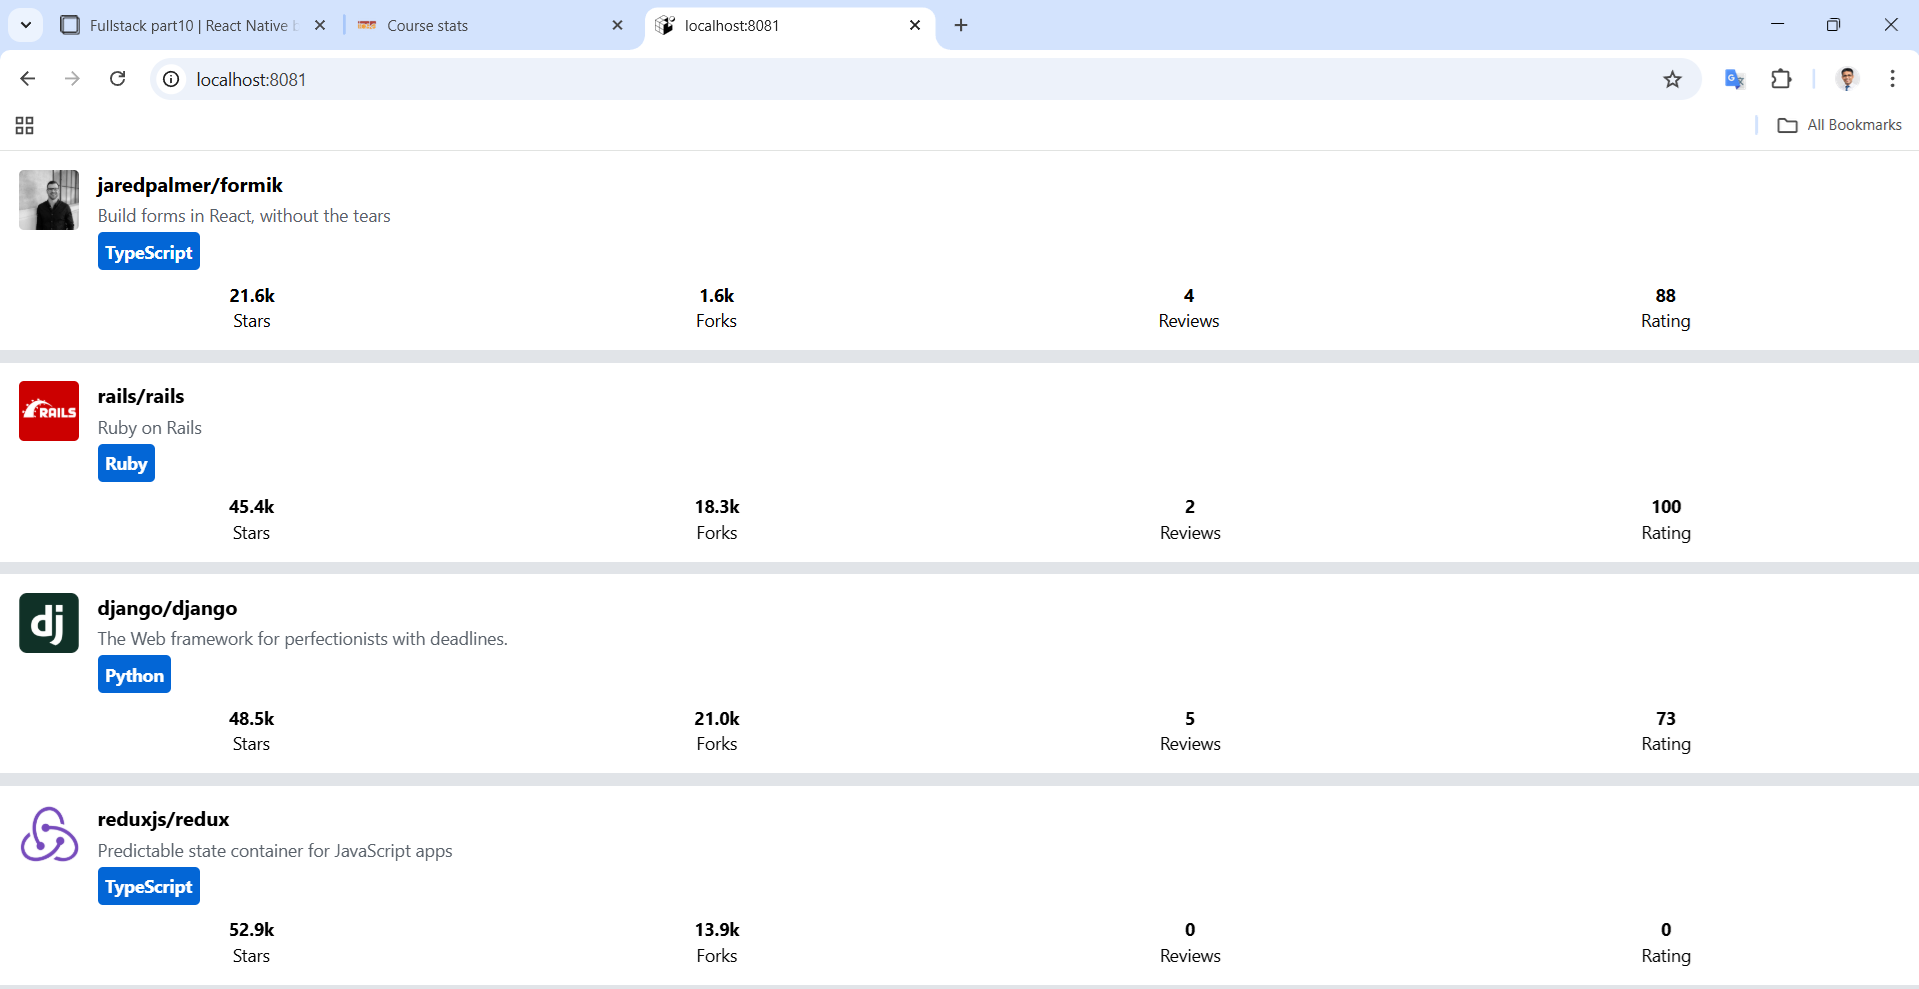 Fullstack part10 | React Native b
Course stats
localhost:8081
localhost:8081
All Bookmarks
jaredpalmer/formik
Build forms in React, without the tears
TypeScript
21.6k 1.6k 4 88
Stars Forks Reviews Rating
RAILS
rails/rails
Ruby on Rails
Ruby
45.4k 18.3k 2 100
Stars Forks Reviews Rating
dj
django/django
The Web framework for perfectionists with deadlines.
Python
48.5k 21.0k 5 73
Stars Forks Reviews Rating
reduxjs/redux
Predictable state container for JavaScript apps
TypeScript
52.9k 13.9k 0 0
Stars Forks Reviews Rating